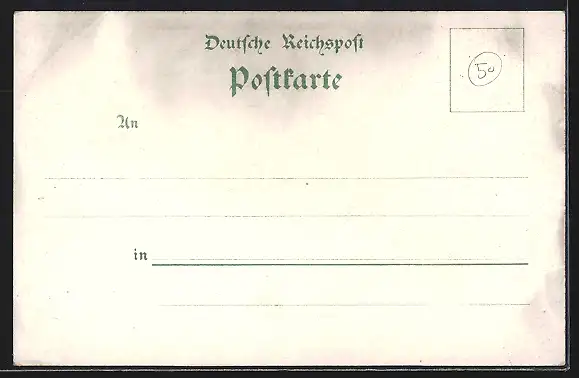 Deutsche Reichspost
Postkarte
50
An
in